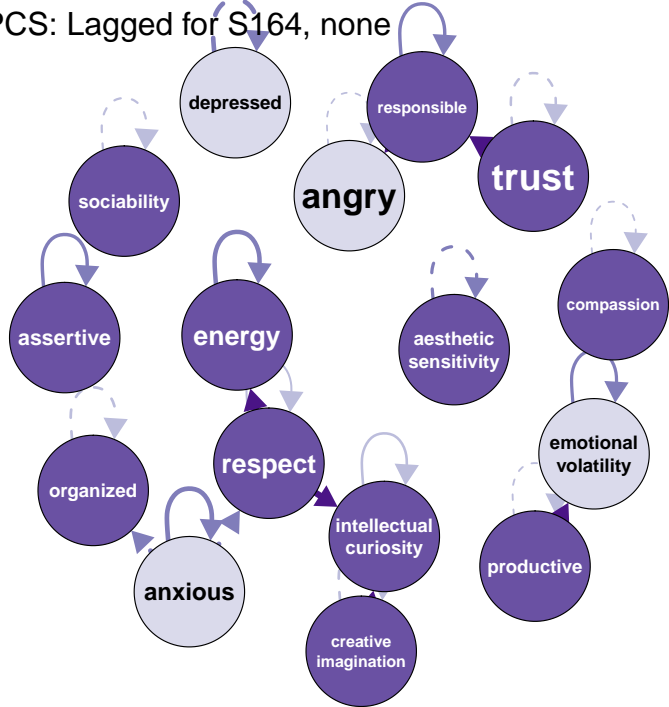 PCS: Lagged for S164, none
depressed
responsible
trust
angry
sociability
compassion
assertive
energy
aesthetic
sensitivity
emotional
volatility
respect
organized
intellectual
curiosity
productive
anxious
creative
imagination